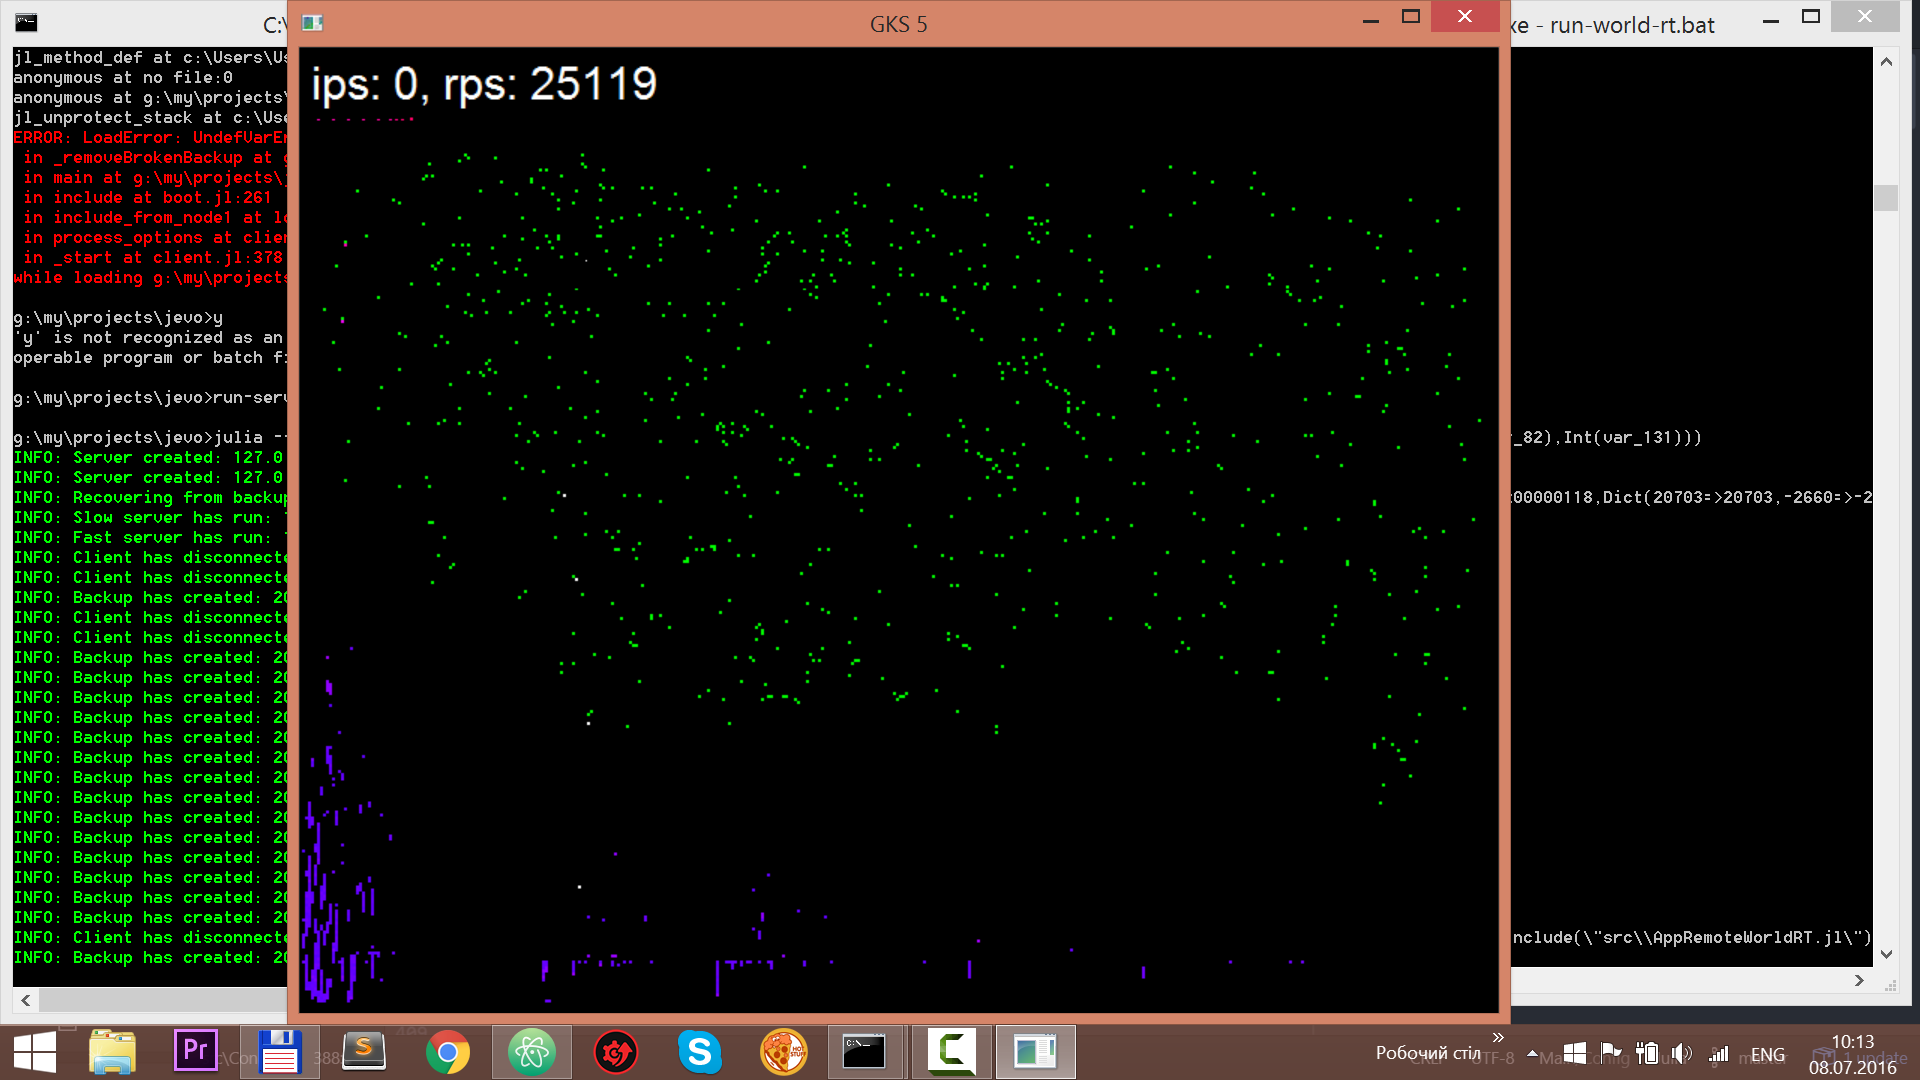 C:\
GKS 5
xe - run-world-rt.bat
ips: 0, rps: 25119
jl_method_def at c:\Users\Us
anonymous at no file:0
anonymous at g:\my\projects\
jl_unprotect_stack at c:\Use
ERROR: LoadError: UndefVarEr
in _removeBrokenBackup at g
in main at g:\my\projects\j
in include at boot.jl:261
in include_from_node1 at lo
in process_options at clien
in _start at client.jl:378
while loading g:\my\projects
g:\my\projects\jevo>y
'y' is not recognized as an
operable program or batch fi
g:\my\projects\jevo>run-serv
g:\my\projects\jevo>julia --
INFO: Server created: 127.0
INFO: Server created: 127.0
INFO: Recovering from backup
INFO: Slow server has run:
INFO: Fast server has run:
INFO: Client has disconnecte
INFO: Client has disconnecte
INFO: Backup has created: 20
INFO: Client has disconnecte
INFO: Client has disconnecte
INFO: Backup has created: 20
INFO: Backup has created: 20
INFO: Backup has created: 20
INFO: Backup has created: 20
INFO: Backup has created: 20
INFO: Backup has created: 20
INFO: Backup has created: 20
INFO: Backup has created: 20
INFO: Backup has created: 20
INFO: Backup has created: 20
INFO: Backup has created: 20
INFO: Backup has created: 20
INFO: Backup has created: 20
INFO: Backup has created: 20
INFO: Client has disconnecte
INFO: Backup has created: 20
_82),Int(var_131)))
00000118,Dict(20703=>20703,-2660=>-2
nclude(\"src\\AppRemoteWorldRT.jl\")
Pr
S
C:\
C
Робочий стіл
ENG
10:13
08.07.2016
1 update